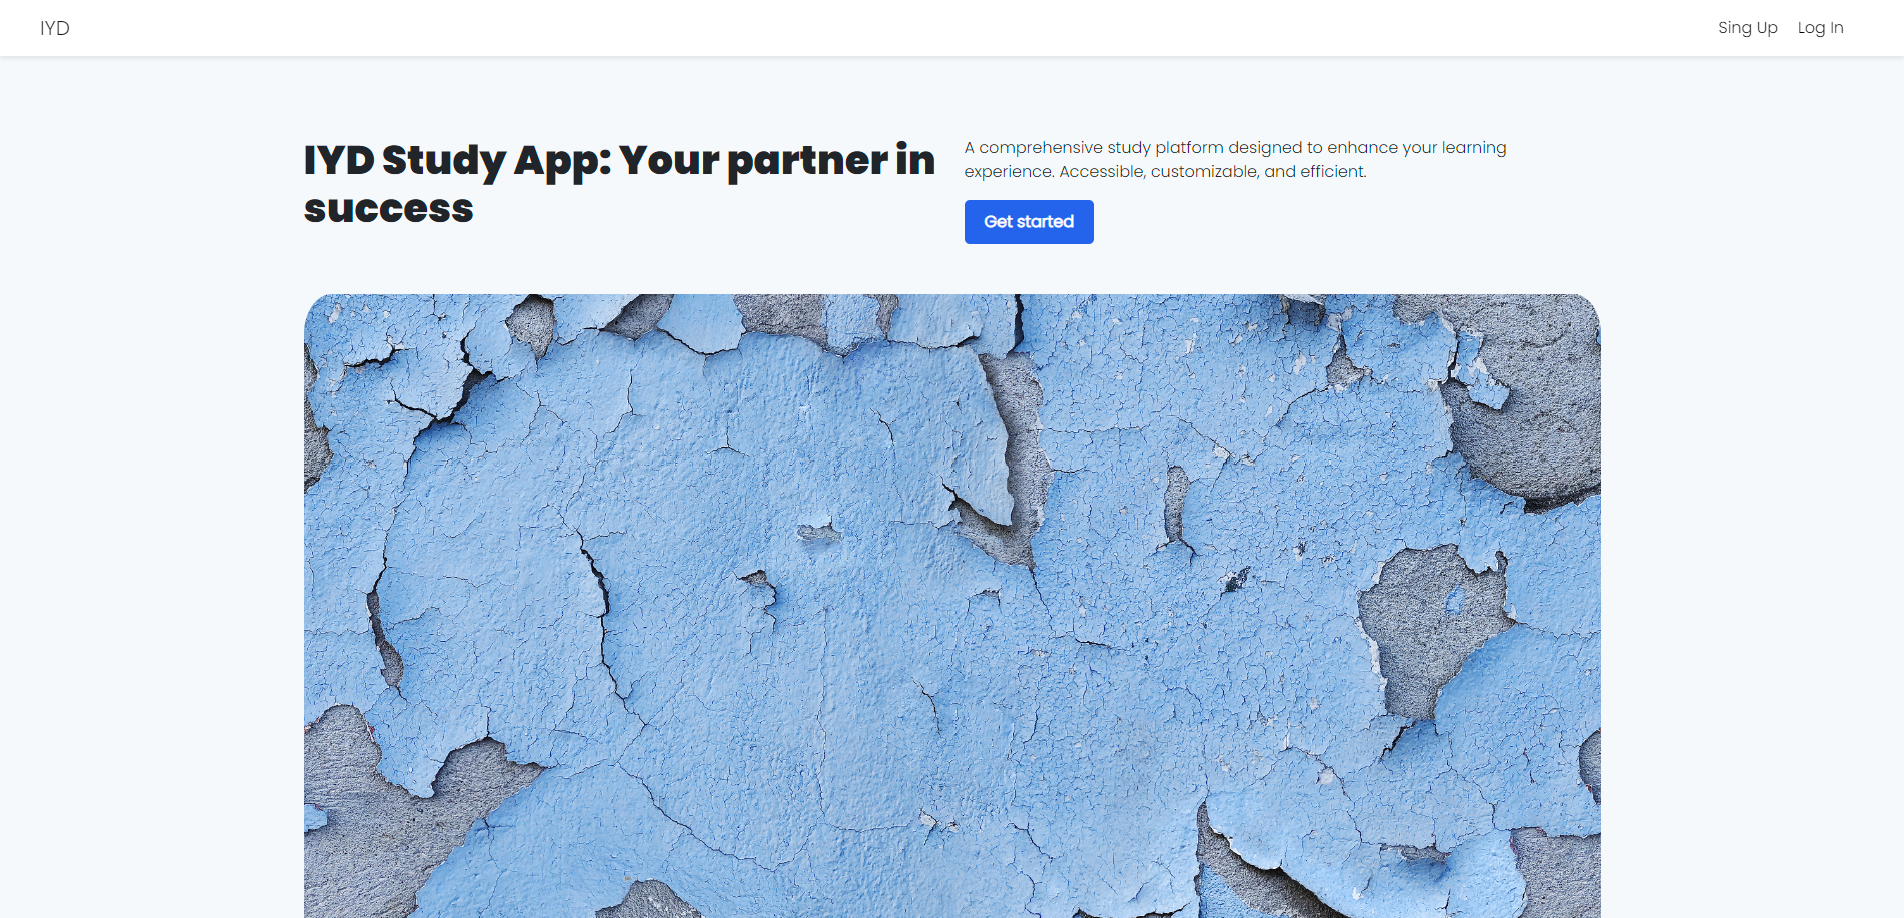 IYD
Sing Up
Log In
IYD Study App: Your partner in
success
A comprehensive study platform designed to enhance your learning
experience. Accessible, customizable, and efficient.
Get started